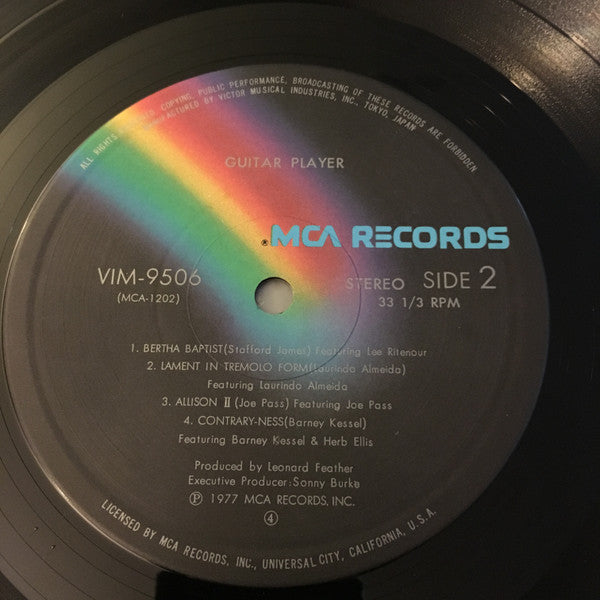 ALL RIGHTS COPYING, PUBLIC PERFORMANCE, BROADCASTING OF THESE RECORDS ARE FORBIDDEN
MANUFACTURED BY VICTOR MUSICAL INDUSTRIES, INC. TOKYO, JAPAN
GUITAR PLAYER
®MCA RECORDS
VIM-9506
(MCA-1202)
STEREO SIDE 2
33 1/3 RPM
1. BERTHA BAPTIST(Stafford James) Featuring Lee Ritenour
2. LAMENT IN TREMOLO FORM(Laurindo Almeida)
Featuring Laurindo Almeida
3. ALLISON II (Joe Pass) Featuring Joe Pass
4. CONTRARY-NESS(Barney Kessel)
Featuring Barney Kessel & Herb Ellis
Produced by Leonard Feather
Executive Producer:Sonny Burke
Ⓟ 1977 MCA RECORDS, INC.
④
LICENSED BY MCA RECORDS, INC., UNIVERSAL CITY, CALIFORNIA, U.S.A.